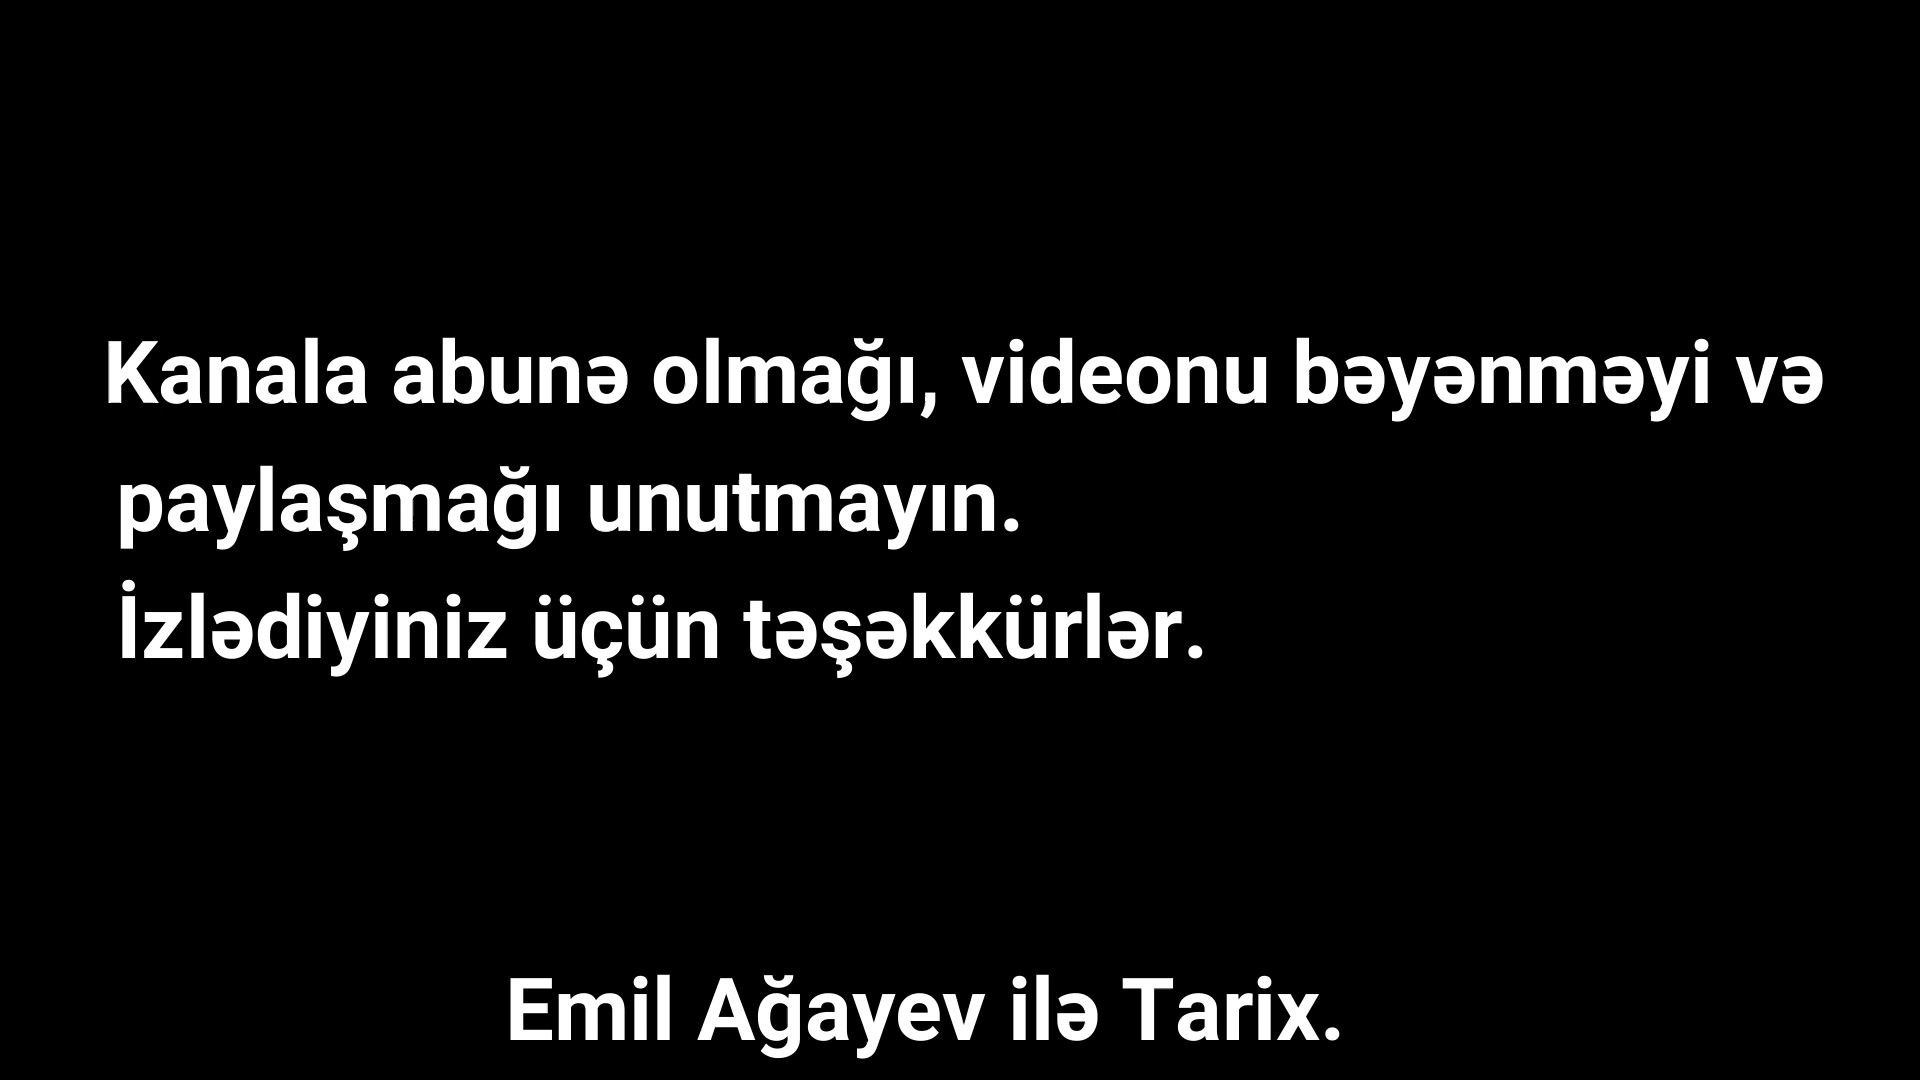 Kanala abunə olmağı, videonu bəyənməyi və
paylaşmağı unutmayın.
İzlədiyiniz üçün təşəkkürlər.
Emil Ağayev ilə Tarix.